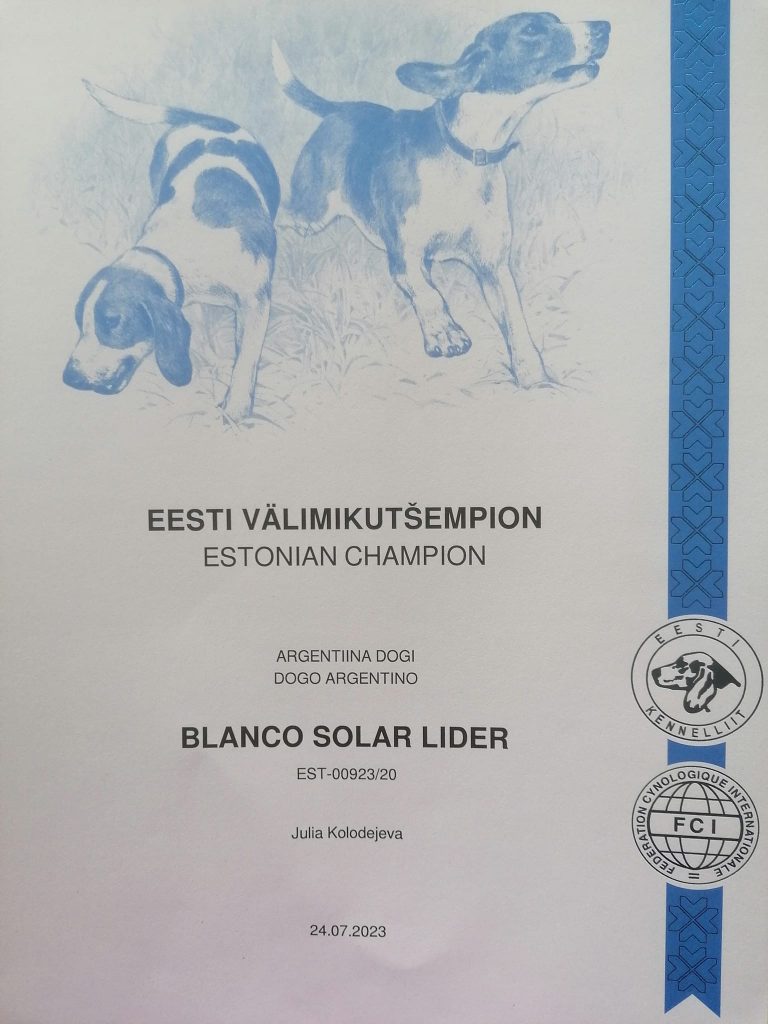 EESTI VÄLIMIKUTŠEMPION
ESTONIAN CHAMPION
ARGENTIINA DOGI
DOGO ARGENTINO
BLANCO SOLAR LIDER
EST-00923/20
Julia Kolodejeva
24.07.2023
EESTI
KENNELLIIT
FEDERATION CYNOLOGIQUE INTERNATIONALE
FCI